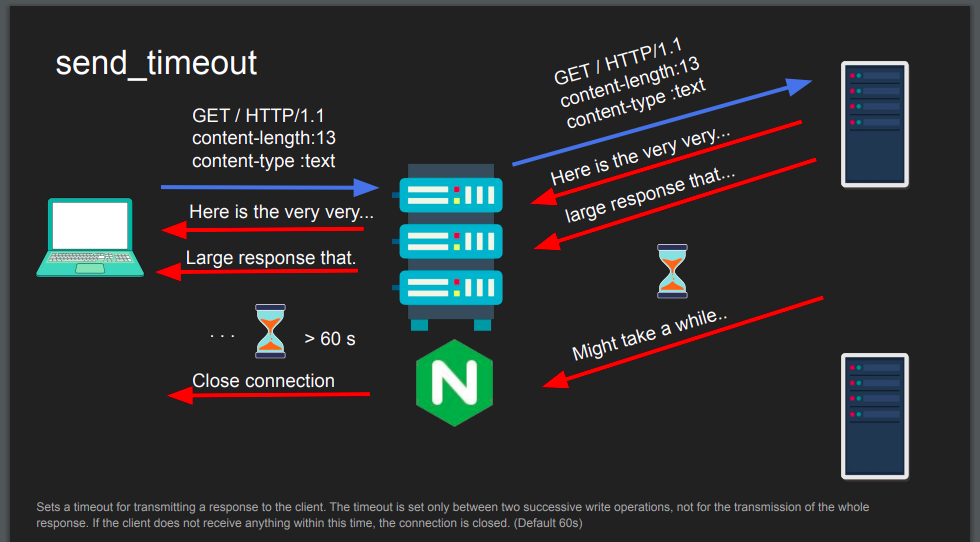 send_timeout
GET / HTTP/1.1
content-length:13
content-type :text
Here is the very very...
Large response that.
. . .
> 60 s
Close connection
GET / HTTP/1.1
content-length:13
content-type :text
Here is the very very...
large response that...
Might take a while..
N
Sets a timeout for transmitting a response to the client. The timeout is set only between two successive write operations, not for the transmission of the whole
response. If the client does not receive anything within this time, the connection is closed. (Default 60s)